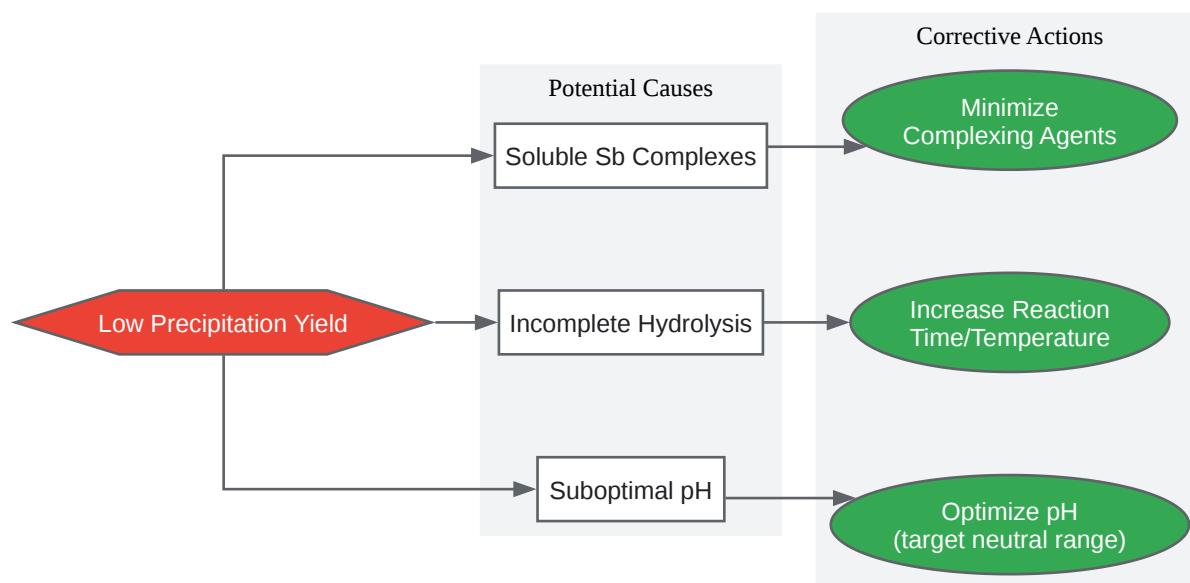 Corrective Actions
Potential Causes
Minimize
Complexing Agents
Soluble Sb Complexes
Low Precipitation Yield
Incomplete Hydrolysis
Increase Reaction
Time/Temperature
Suboptimal pH
Optimize pH
(target neutral range)